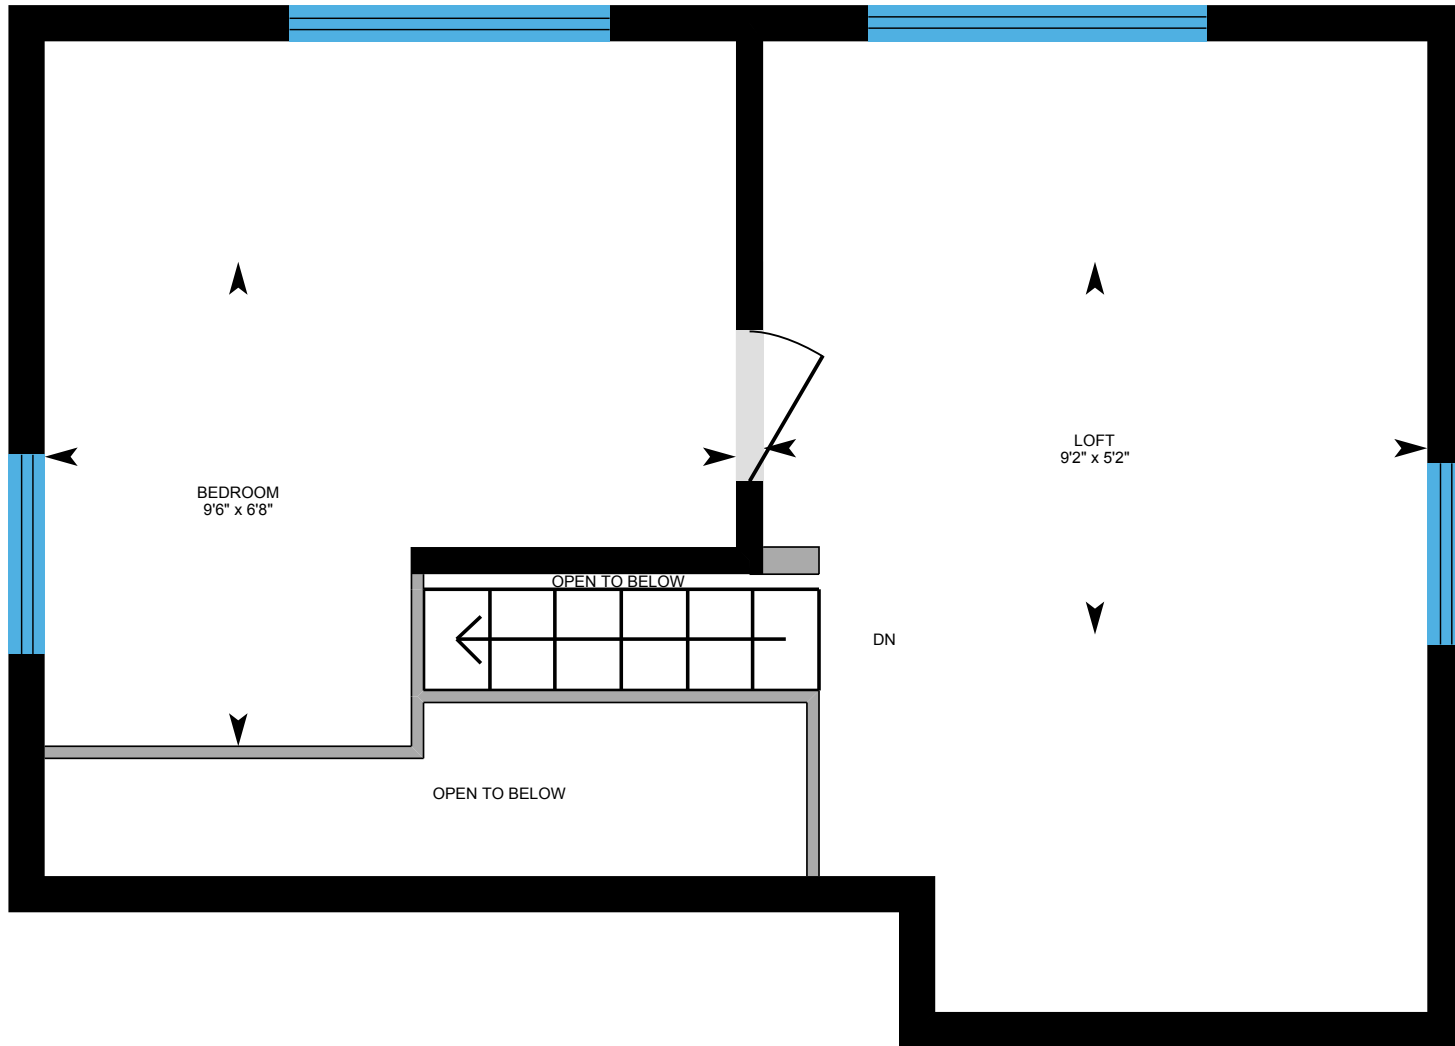 LOFT
9'2" x 5'2"
BEDROOM
9'6" x 6'8"
OPEN TO BELOW
DN
OPEN TO BELOW